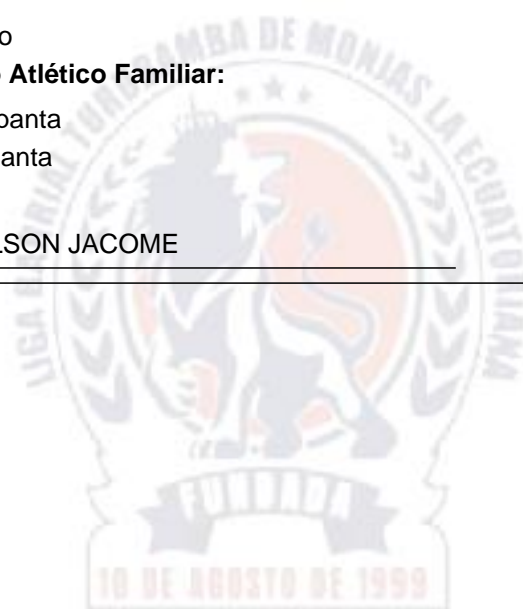 o
o Atlético Familiar:
panta
anta
LSON JACOME
LIGA BARRIAL TURUBAMBA DE MONJAS LA ECUATORIANA
FUNDADA
10 DE AGOSTO DE 1999